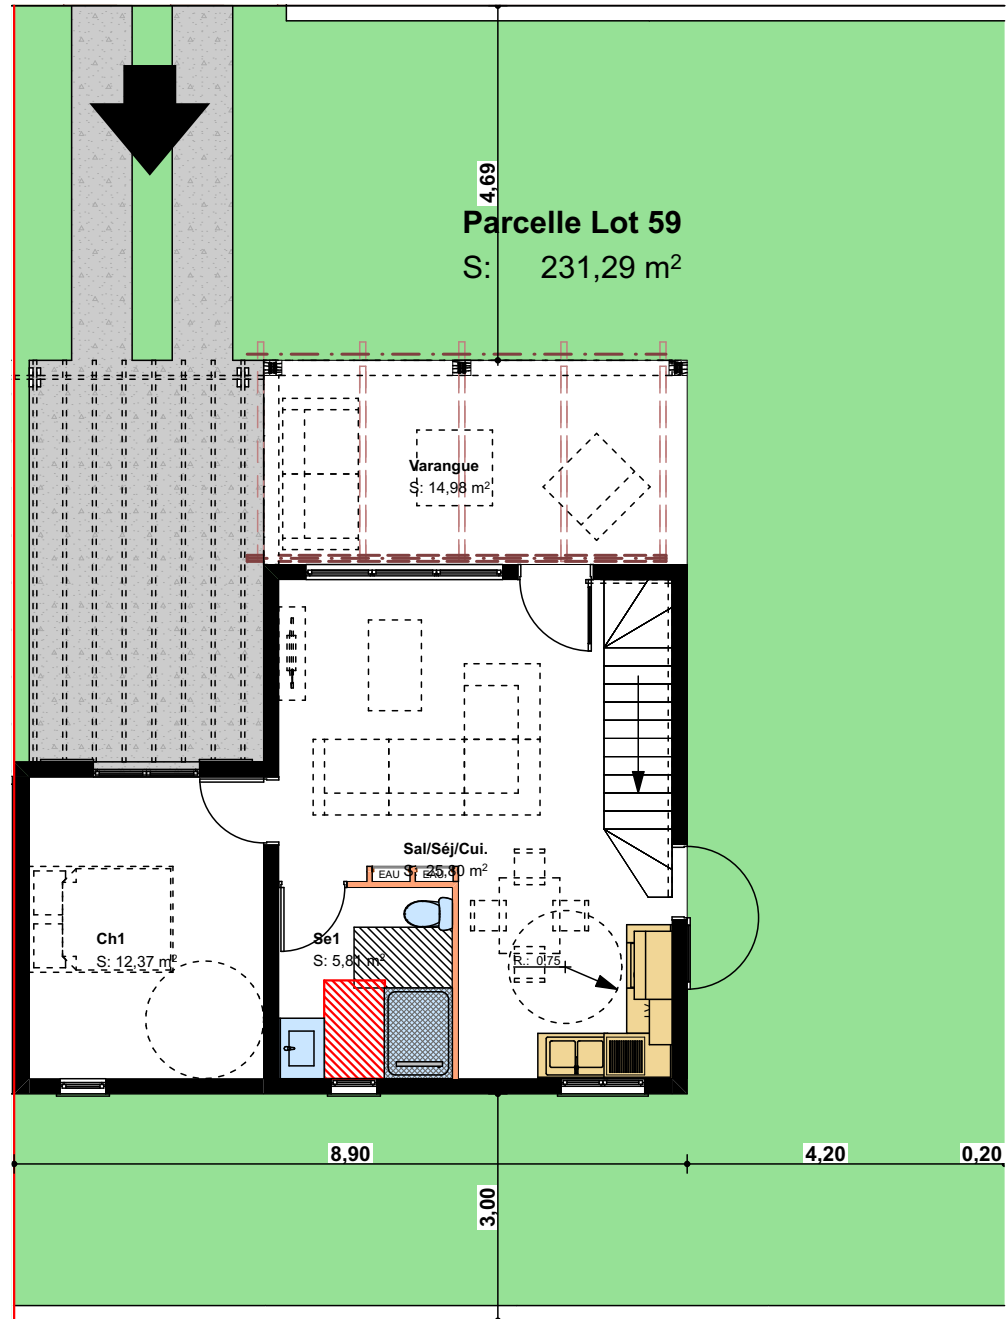 4,69
Parcelle Lot 59
S: 231,29 m²
Varangue
S: 14,98 m²
Sal/Séj/Cui.
S: 25,80 m²
EAU EAU
Ch1
S: 12,37 m²
Se1
S: 5,81 m²
R.: 0,75
8,90
4,20
0,20
3,00